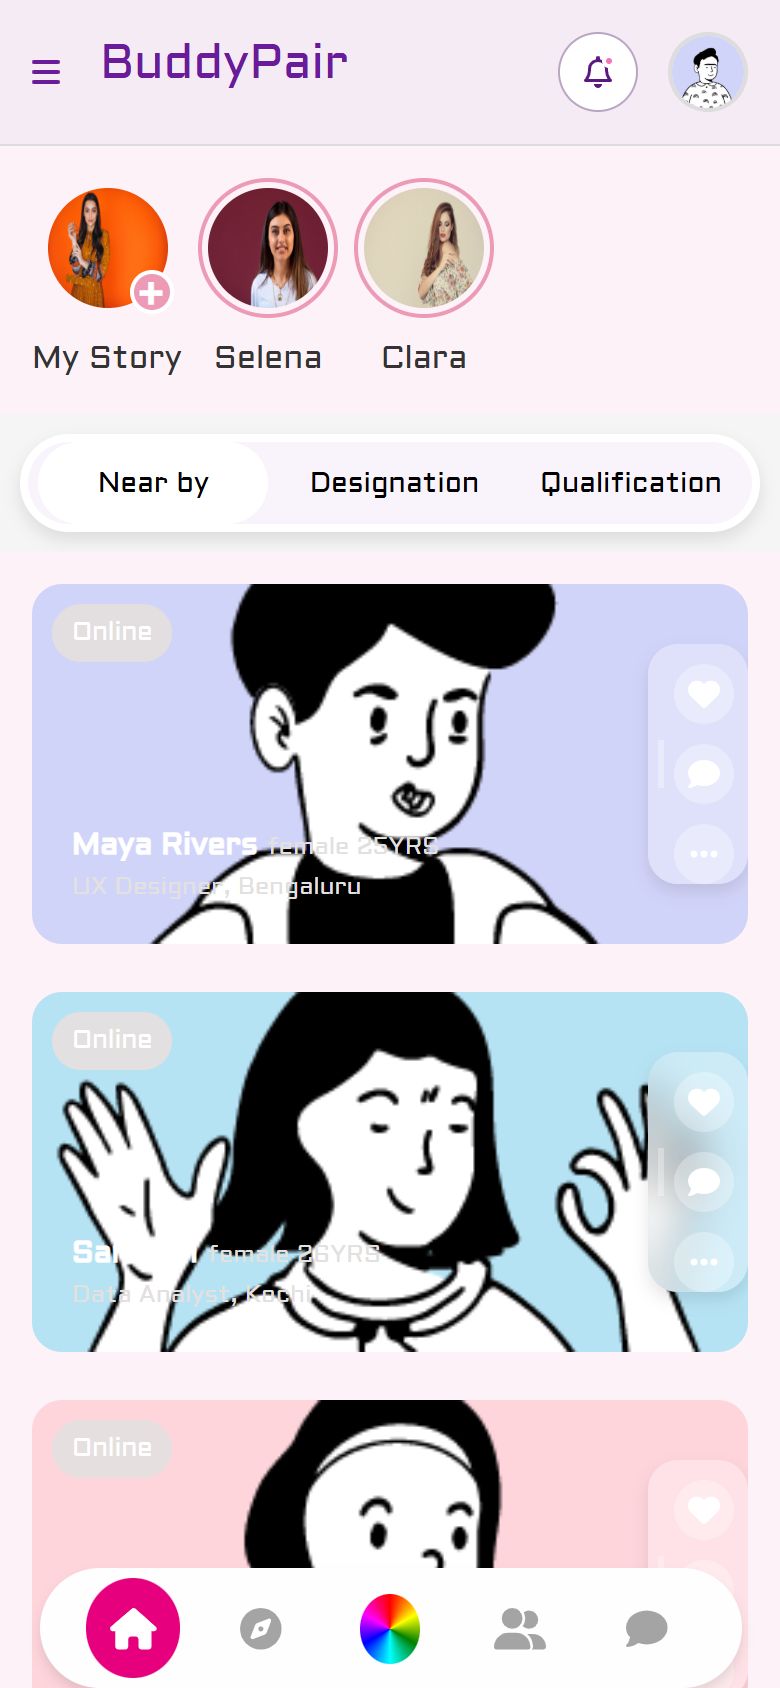 BuddyPair
My Story
Selena
Clara
Near by
Designation
Qualification
Online
Maya Rivers female 25YRS
UX Designer, Bengaluru
Online
female 26YRS
Data Analyst, Kochi
Online